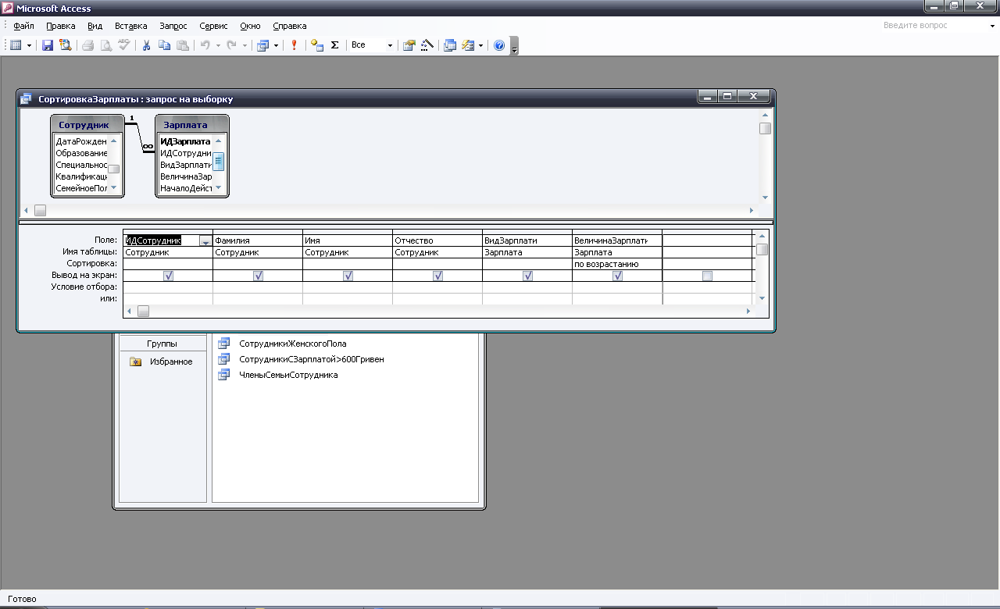 Microsoft Access
Файл Правка Вид Вставка Запрос Сервис Окно Справка Введите вопрос
Все
СортировкаЗарплаты : запрос на выборку
Сотрудник 1 Зарплата
ДатаРожден ИДЗарплата
Образование ИДСотрудни
Специальнос ВидЗарплати
Квалификаци ВеличинаЗар
СемейноеПол НачалоДейст
Поле: ИДСотрудник Фамилия Имя Отчество ВидЗарплати ВеличинаЗарплати
Имя таблицы: Сотрудник Сотрудник Сотрудник Сотрудник Зарплата Зарплата
Сортировка: по возрастанию
Вывод на экран:
Условие отбора:
или:
Группы СотрудникиЖенскогоПола
Избранное СотрудникиСЗарплатой>600Гривен
ЧленыСемьиСотрудника
Готово